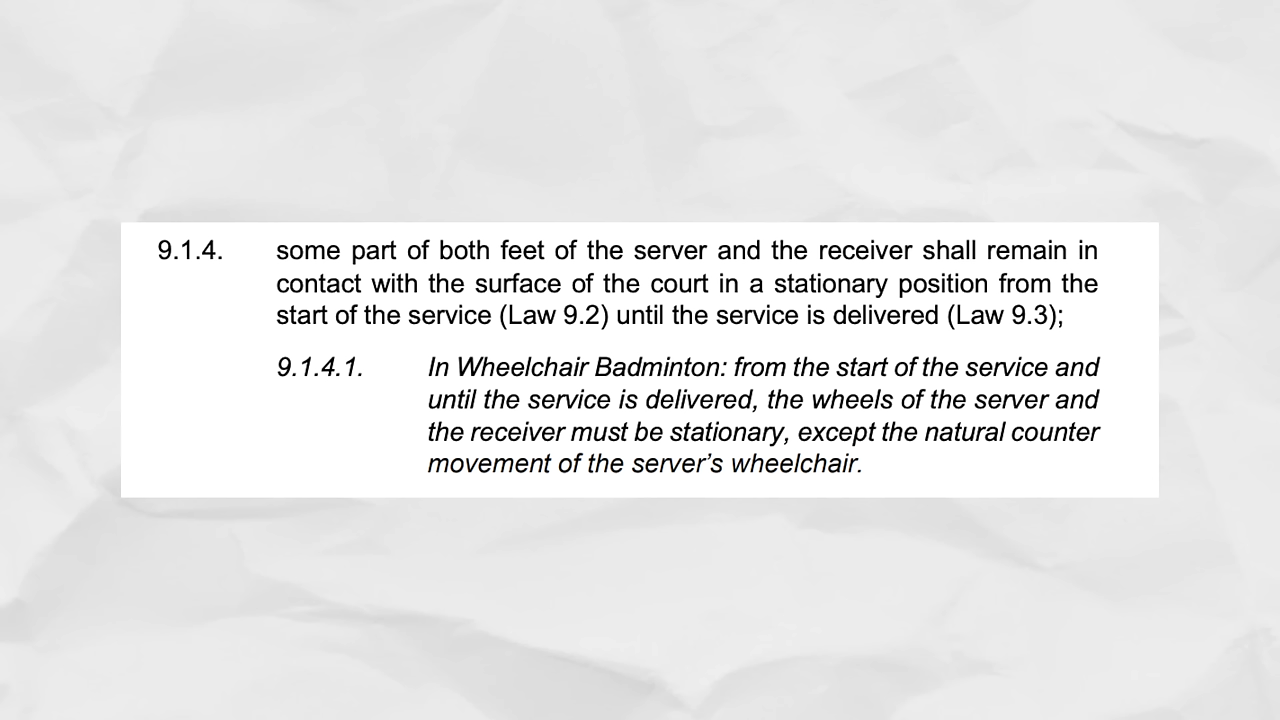 9.1.4. some part of both feet of the server and the receiver shall remain in
contact with the surface of the court in a stationary position from the
start of the service (Law 9.2) until the service is delivered (Law 9.3);
9.1.4.1. In Wheelchair Badminton: from the start of the service and
until the service is delivered, the wheels of the server and
the receiver must be stationary, except the natural counter
movement of the server’s wheelchair.